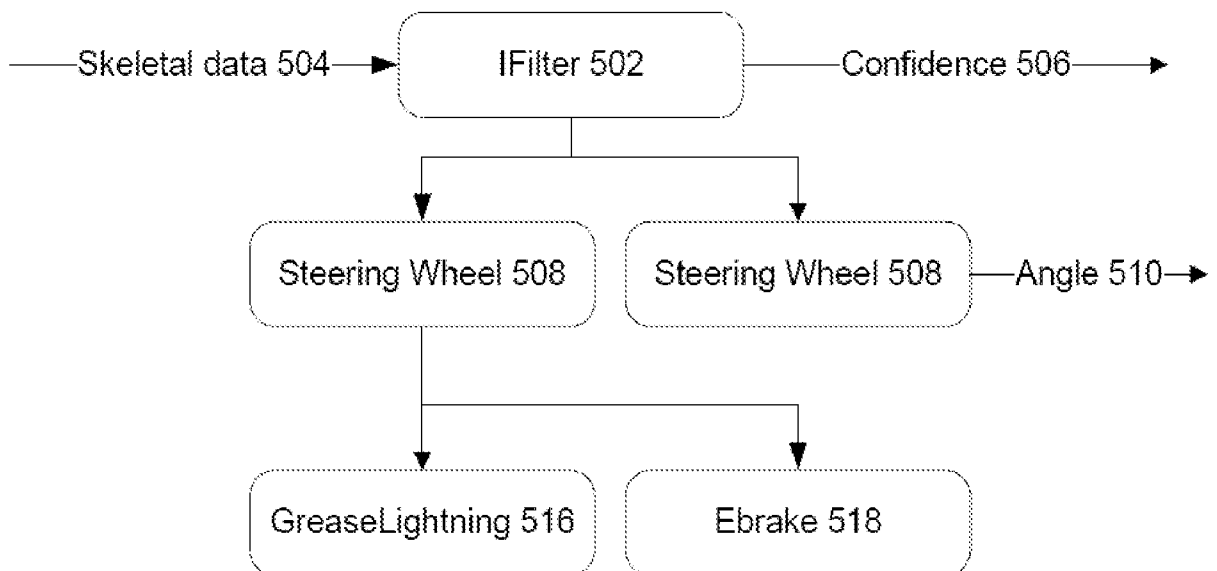 Skeletal data 504
IFilter 502
Confidence 506
Steering Wheel 508
Steering Wheel 508
Angle 510
GreaseLightning 516
Ebrake 518